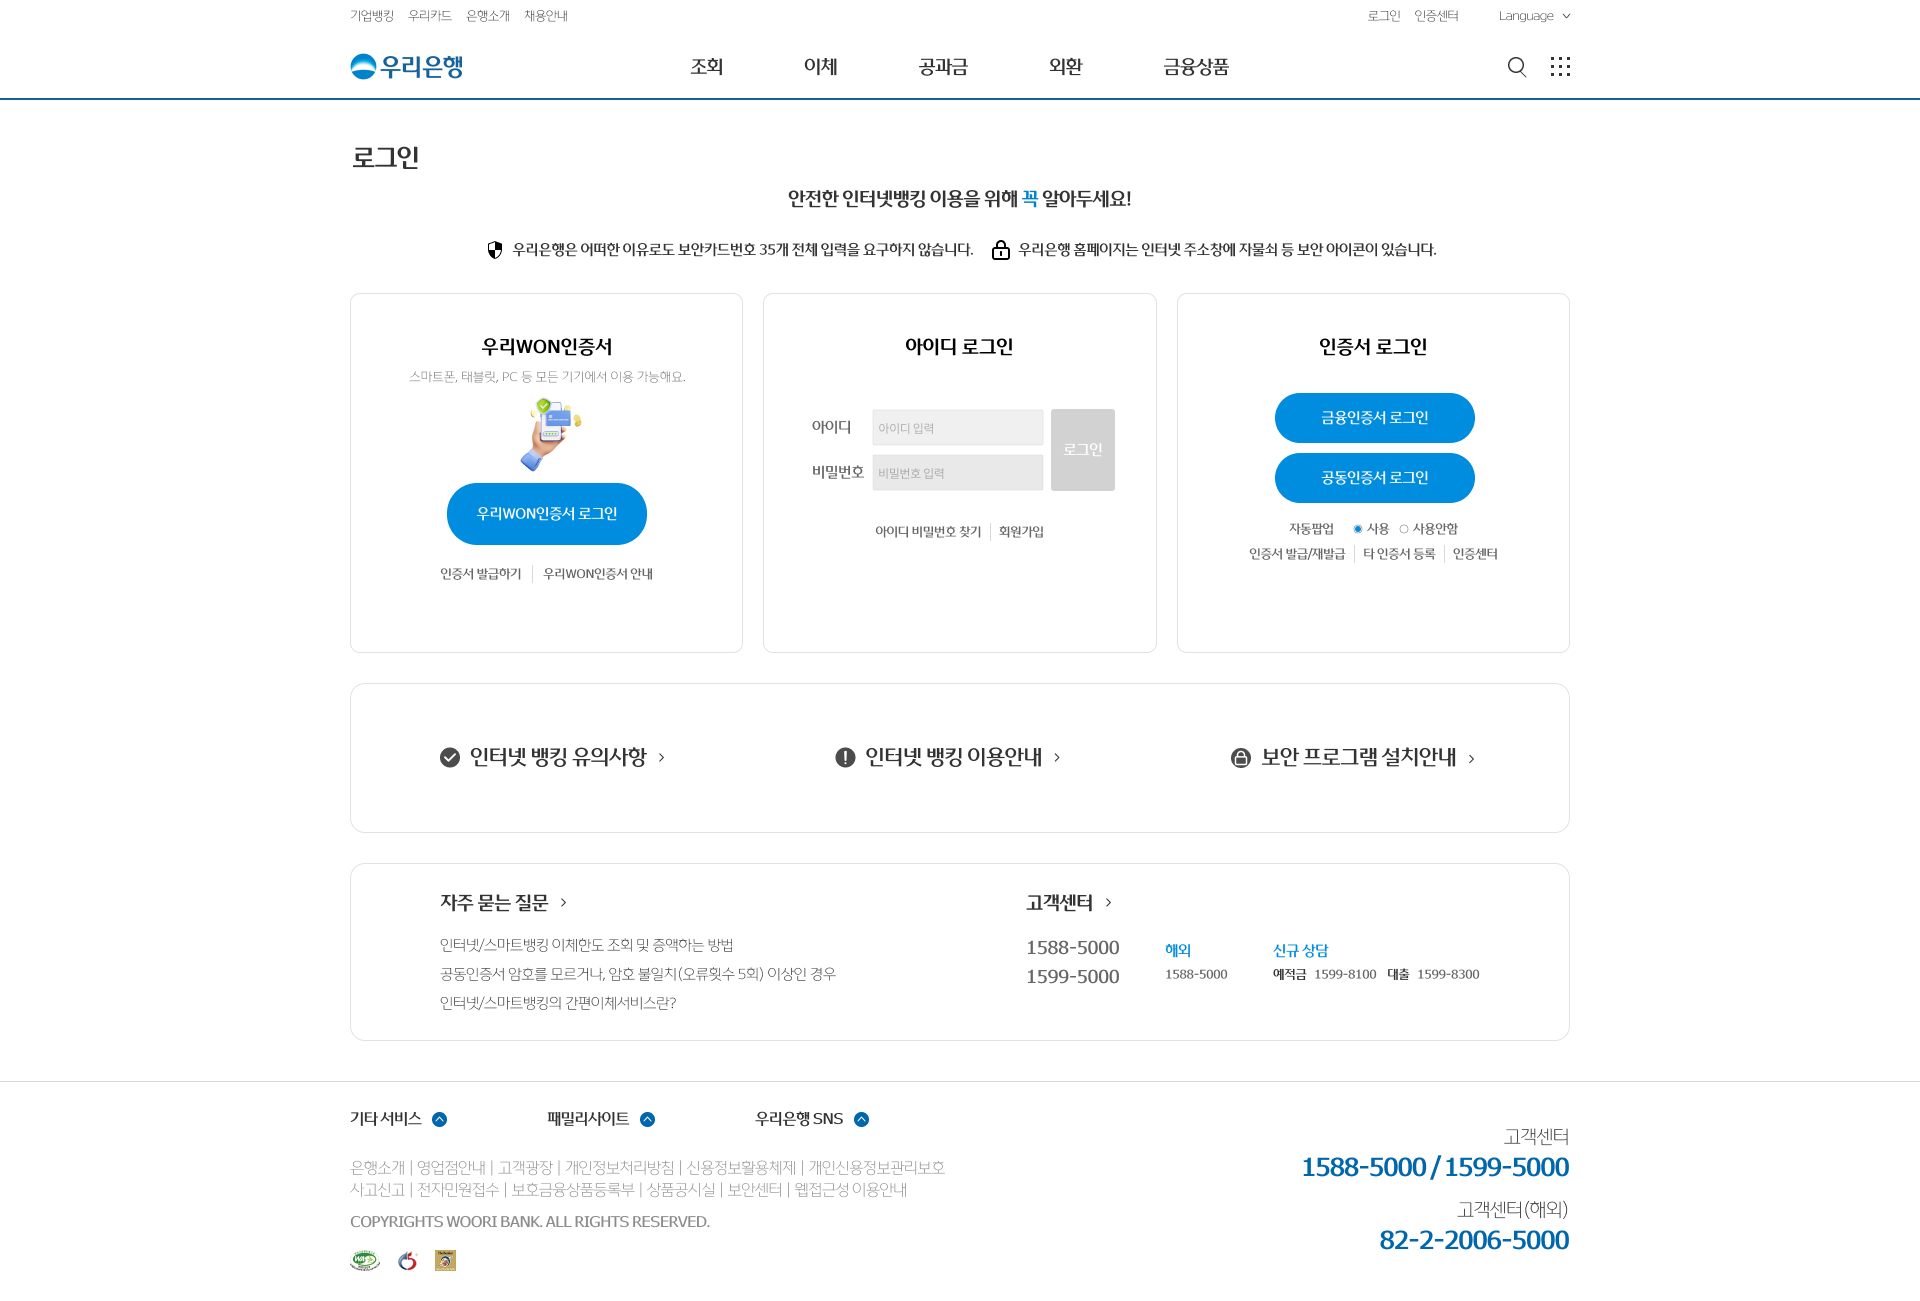 기업뱅킹 우리카드 은행소개 채용안내 로그인 인증센터 Language
우리은행 조회 이체 공과금 외환 금융상품
로그인
안전한 인터넷뱅킹 이용을 위해 꼭 알아두세요!
우리은행은 어떠한 이유로도 보안카드번호 35개 전체 입력을 요구하지 않습니다. 우리은행 홈페이지는 인터넷 주소창에 자물쇠 등 보안 아이콘이 있습니다.
우리WON인증서
스마트폰, 태블릿, PC 등 모든 기기에서 이용 가능해요.
우리WON인증서 로그인
인증서 발급하기 우리WON인증서 안내
아이디 로그인
아이디 아이디 입력
비밀번호 비밀번호 입력
로그인
아이디 비밀번호 찾기 회원가입
인증서 로그인
금융인증서 로그인
공동인증서 로그인
자동팝업 사용 사용안함
인증서 발급/재발급 타 인증서 등록 인증센터
인터넷 뱅킹 유의사항 인터넷 뱅킹 이용안내 보안 프로그램 설치안내
자주 묻는 질문
인터넷/스마트뱅킹 이체한도 조회 및 증액하는 방법
공동인증서 암호를 모르거나, 암호 불일치(오류횟수 5회) 이상인 경우
인터넷/스마트뱅킹의 간편이체서비스란?
고객센터
1588-5000
1599-5000
해외
1588-5000
신규 상담
예적금 1599-8100 대출 1599-8300
기타 서비스 패밀리사이트 우리은행 SNS
은행소개 | 영업점안내 | 고객광장 | 개인정보처리방침 | 신용정보활용체제 | 개인신용정보관리보호
사고신고 | 전자민원접수 | 보호금융상품등록부 | 상품공시실 | 보안센터 | 웹접근성 이용안내
COPYRIGHTS WOORI BANK. ALL RIGHTS RESERVED.
고객센터
1588-5000 / 1599-5000
고객센터(해외)
82-2-2006-5000